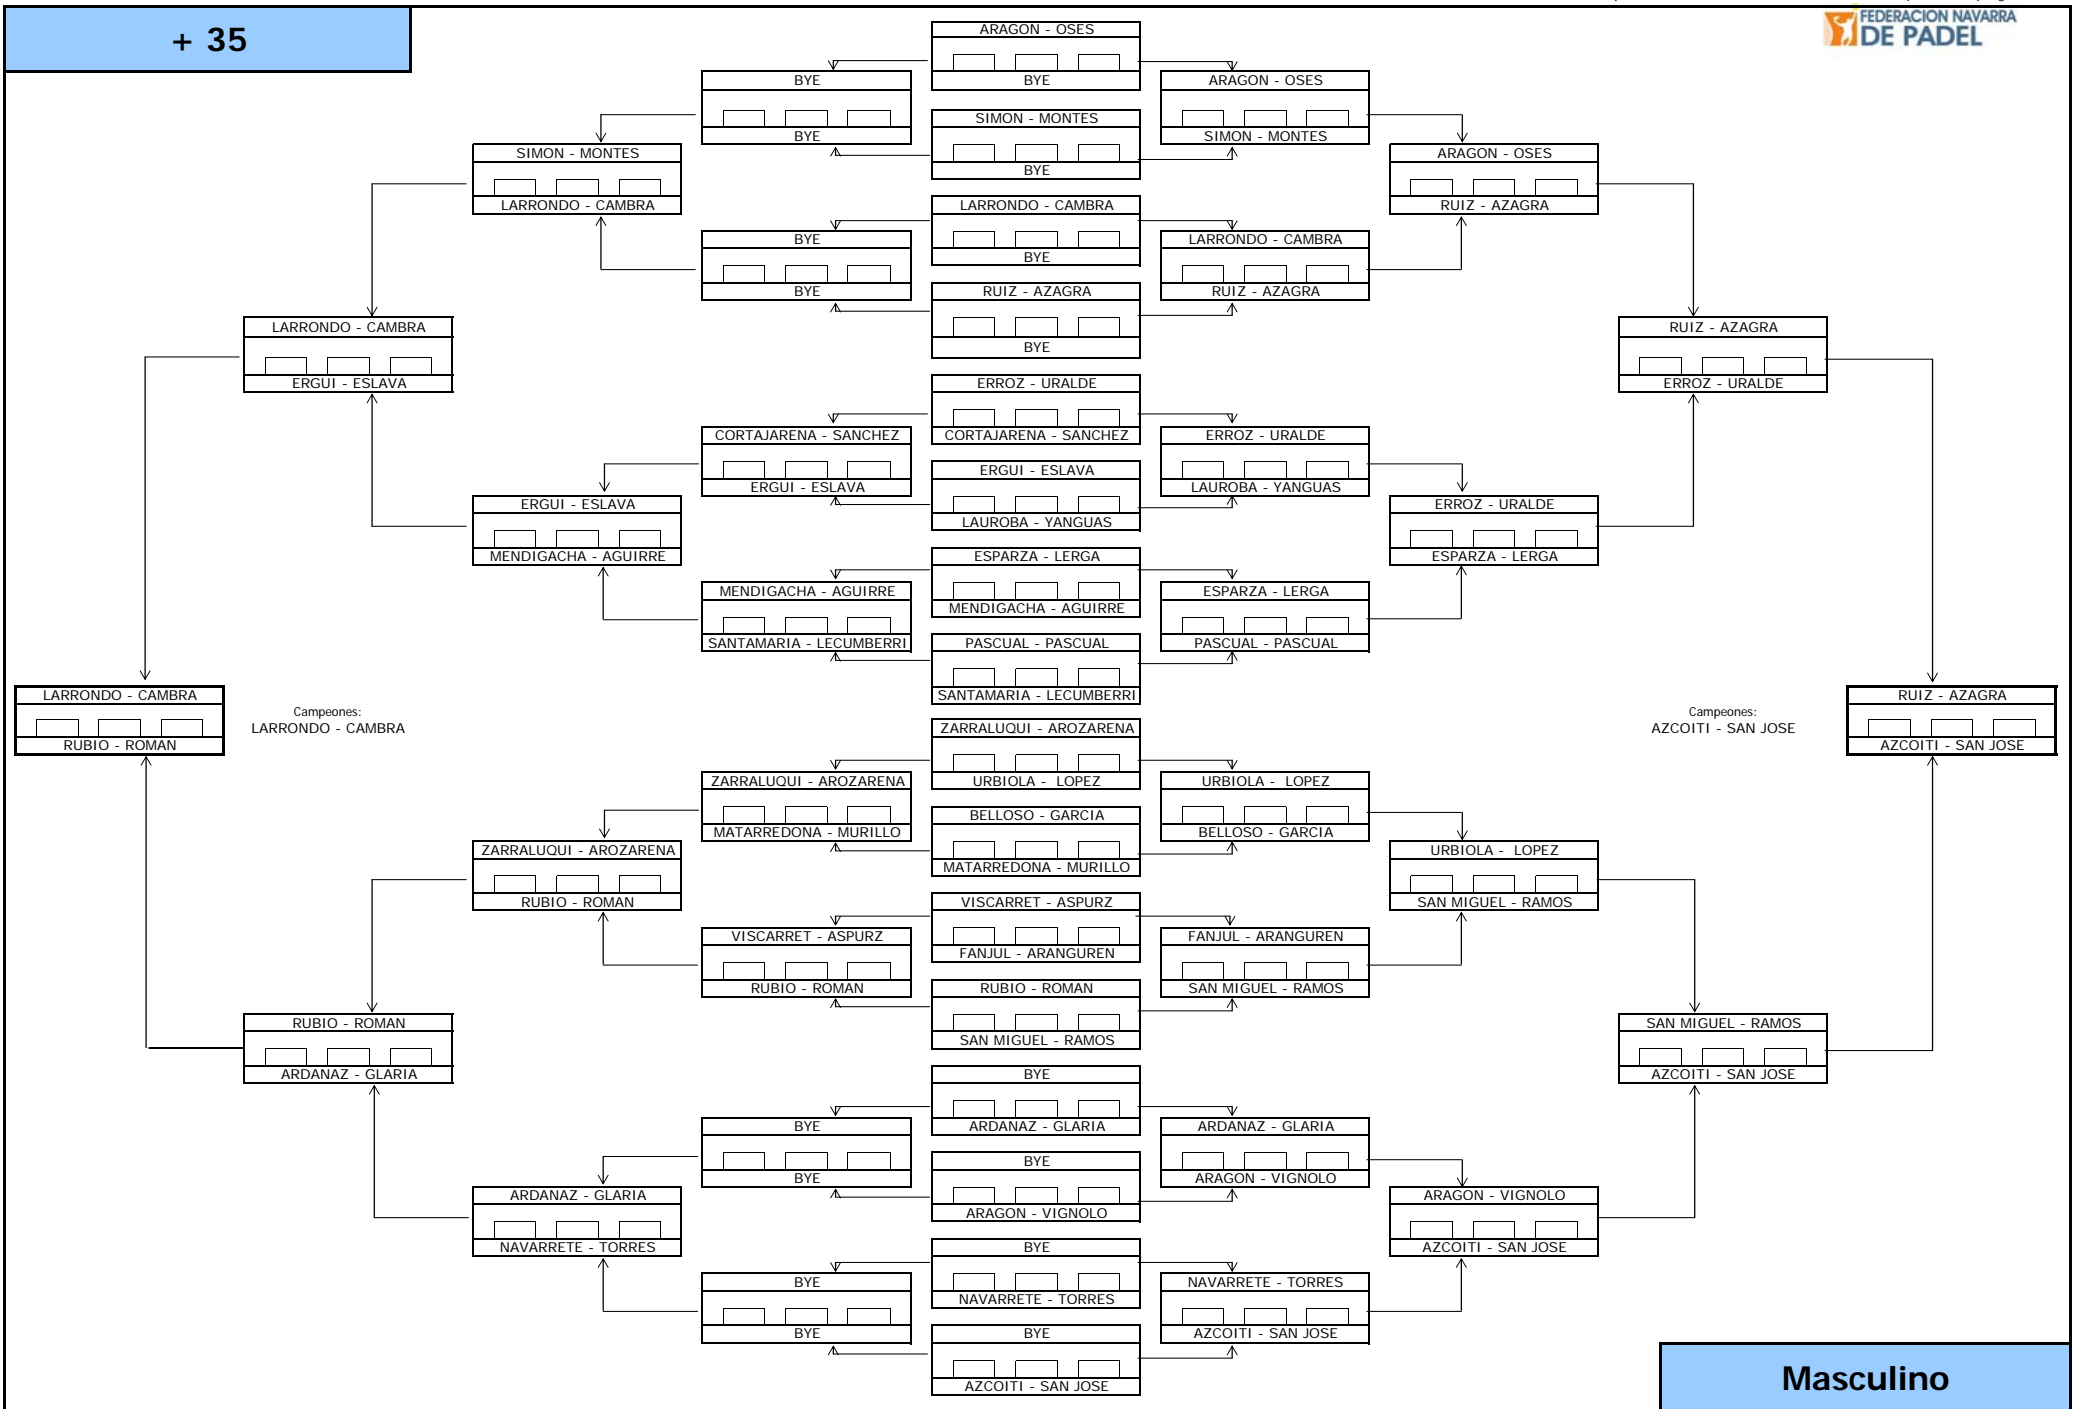 + 35
FEDERACION NAVARRA
DE PADEL
ARAGON - OSES
BYE
SIMON - MONTES
BYE
LARRONDO - CAMBRA
BYE
RUIZ - AZAGRA
BYE
ERROZ - URALDE
CORTAJARENA - SANCHEZ
ERGUI - ESLAVA
LAUROBA - YANGUAS
ESPARZA - LERGA
MENDIGACHA - AGUIRRE
PASCUAL - PASCUAL
SANTAMARIA - LECUMBERRI
ZARRALUQUI - AROZARENA
URBIOLA - LOPEZ
BELLOSO - GARCIA
MATARREDONA - MURILLO
VISCARRET - ASPURZ
FANJUL - ARANGUREN
RUBIO - ROMAN
SAN MIGUEL - RAMOS
BYE
ARDANAZ - GLARIA
BYE
ARAGON - VIGNOLO
BYE
NAVARRETE - TORRES
BYE
AZCOITI - SAN JOSE
BYE
BYE
BYE
BYE
CORTAJARENA - SANCHEZ
ERGUI - ESLAVA
MENDIGACHA - AGUIRRE
SANTAMARIA - LECUMBERRI
ZARRALUQUI - AROZARENA
MATARREDONA - MURILLO
VISCARRET - ASPURZ
RUBIO - ROMAN
BYE
BYE
BYE
BYE
SIMON - MONTES
LARRONDO - CAMBRA
ERGUI - ESLAVA
MENDIGACHA - AGUIRRE
ZARRALUQUI - AROZARENA
RUBIO - ROMAN
ARDANAZ - GLARIA
NAVARRETE - TORRES
LARRONDO - CAMBRA
ERGUI - ESLAVA
RUBIO - ROMAN
ARDANAZ - GLARIA
LARRONDO - CAMBRA
RUBIO - ROMAN
Campeones:
LARRONDO - CAMBRA
ARAGON - OSES
SIMON - MONTES
LARRONDO - CAMBRA
RUIZ - AZAGRA
ERROZ - URALDE
LAUROBA - YANGUAS
ESPARZA - LERGA
PASCUAL - PASCUAL
URBIOLA - LOPEZ
BELLOSO - GARCIA
FANJUL - ARANGUREN
SAN MIGUEL - RAMOS
ARDANAZ - GLARIA
ARAGON - VIGNOLO
NAVARRETE - TORRES
AZCOITI - SAN JOSE
ARAGON - OSES
RUIZ - AZAGRA
ERROZ - URALDE
ESPARZA - LERGA
URBIOLA - LOPEZ
SAN MIGUEL - RAMOS
ARAGON - VIGNOLO
AZCOITI - SAN JOSE
RUIZ - AZAGRA
ERROZ - URALDE
SAN MIGUEL - RAMOS
AZCOITI - SAN JOSE
Campeones:
AZCOITI - SAN JOSE
RUIZ - AZAGRA
AZCOITI - SAN JOSE
Masculino